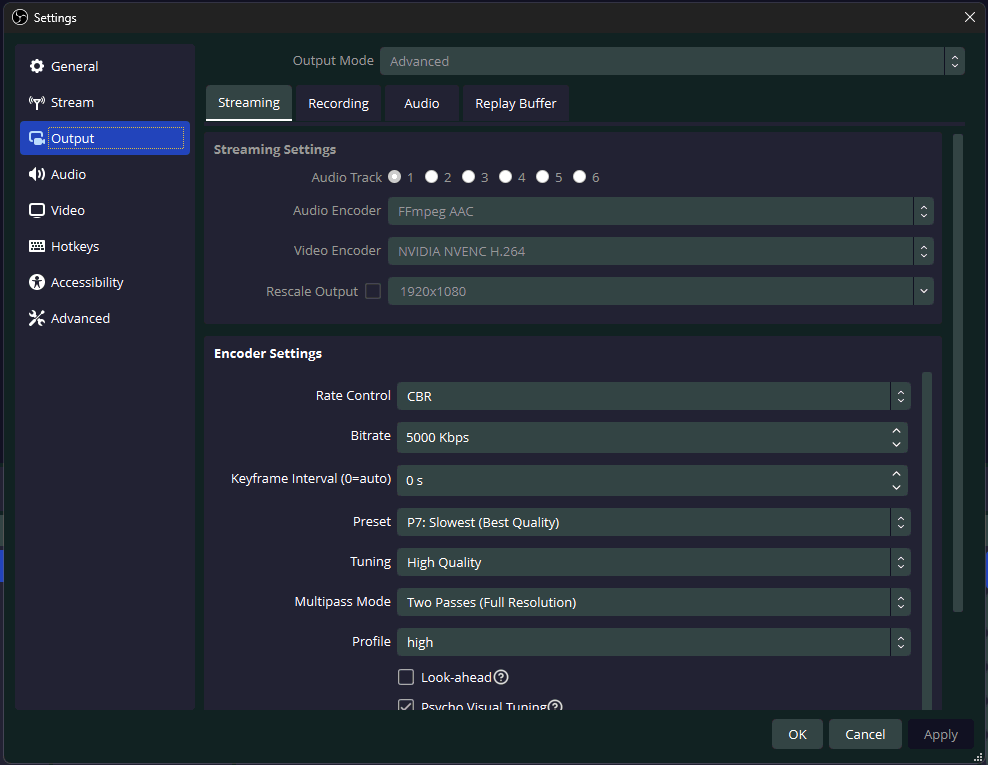 Settings
General
Stream
Output
Audio
Video
Hotkeys
Accessibility
Advanced
Output Mode Advanced
Streaming Recording Audio Replay Buffer
Streaming Settings
Audio Track 1 2 3 4 5 6
Audio Encoder FFmpeg AAC
Video Encoder NVIDIA NVENC H.264
Rescale Output 1920x1080
Encoder Settings
Rate Control CBR
Bitrate 5000 Kbps
Keyframe Interval (0=auto) 0 s
Preset P7: Slowest (Best Quality)
Tuning High Quality
Multipass Mode Two Passes (Full Resolution)
Profile high
Look-ahead ?
Psycho Visual Tuning ?
OK Cancel Apply